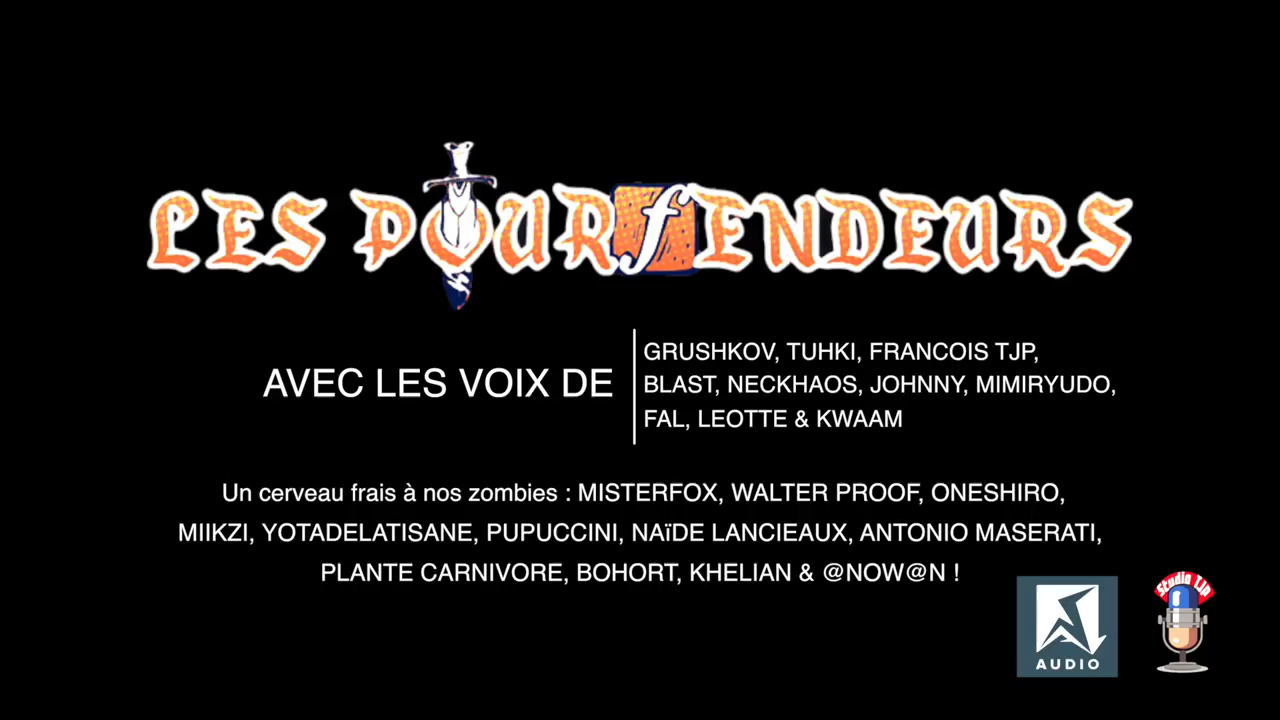 LES POURfENDEURS
AVEC LES VOIX DE
GRUSHKOV, TUHKI, FRANCOIS TJP,
BLAST, NECKHAOS, JOHNNY, MIMIRYUDO,
FAL, LEOTTE & KWAAM
Un cerveau frais à nos zombies : MISTERFOX, WALTER PROOF, ONESHIRO,
MIIKZI, YOTADELATISANE, PUPUCCINI, NAïDE LANCIEAUX, ANTONIO MASERATI,
PLANTE CARNIVORE, BOHORT, KHELIAN & @NOW@N !
AUDIO
Studio TJP